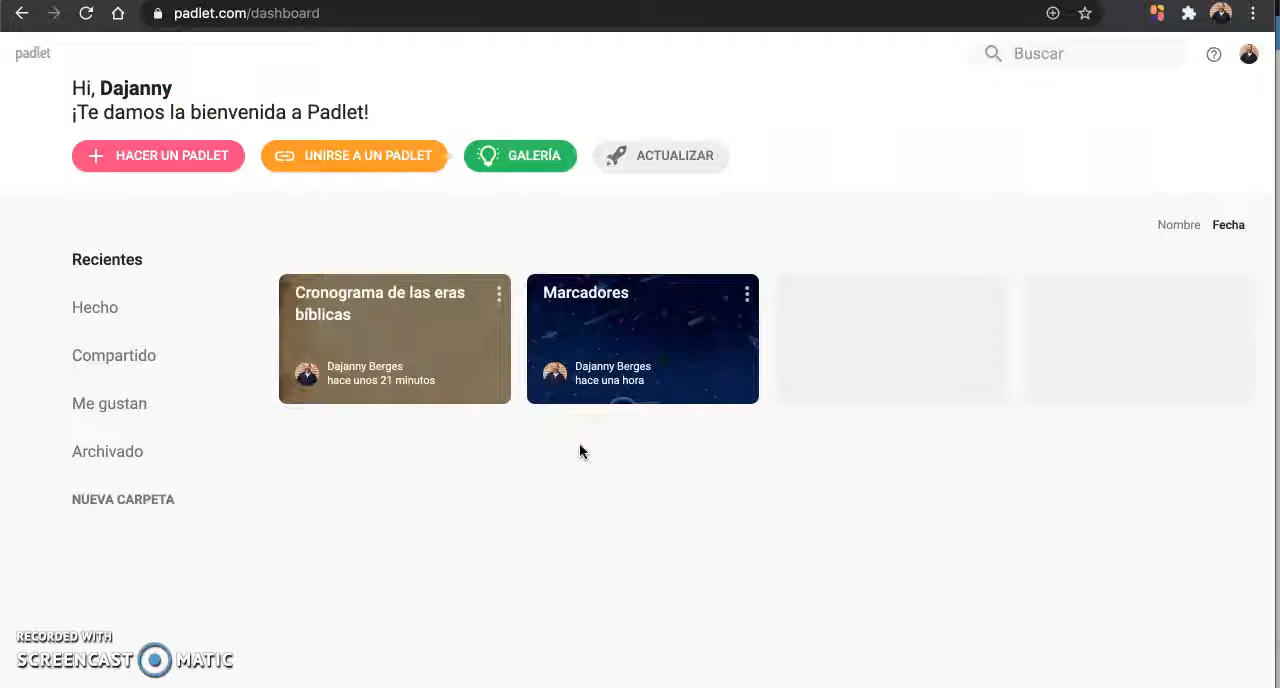 padlet.com/dashboard
padlet
Buscar
Hi, Dajanny
¡Te damos la bienvenida a Padlet!
HACER UN PADLET
UNIRSE A UN PADLET
GALERÍA
ACTUALIZAR
Nombre Fecha
Recientes
Hecho
Compartido
Me gustan
Archivado
NUEVA CARPETA
Cronograma de las eras
bíblicas
Dajanny Berges
hace unos 21 minutos
Marcadores
Dajanny Berges
hace una hora
RECORDED WITH
SCREENCAST MATIC